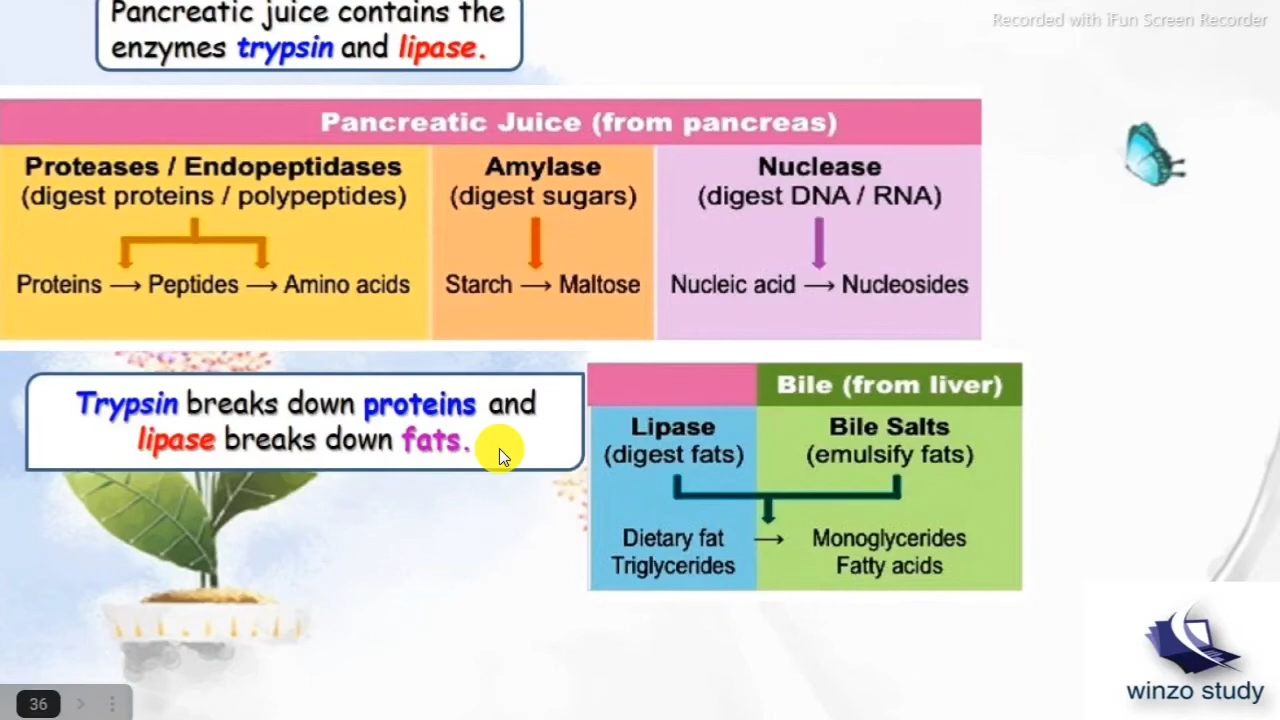 Pancreatic juice contains the
enzymes trypsin and lipase.
Recorded with iFun Screen Recorder
Pancreatic Juice (from pancreas)
Proteases / Endopeptidases
(digest proteins / polypeptides)
Proteins → Peptides → Amino acids
Amylase
(digest sugars)
Starch → Maltose
Nuclease
(digest DNA / RNA)
Nucleic acid → Nucleosides
Trypsin breaks down proteins and
lipase breaks down fats.
Bile (from liver)
Lipase
(digest fats)
Bile Salts
(emulsify fats)
Dietary fat → Monoglycerides
Triglycerides Fatty acids
winzo study
36